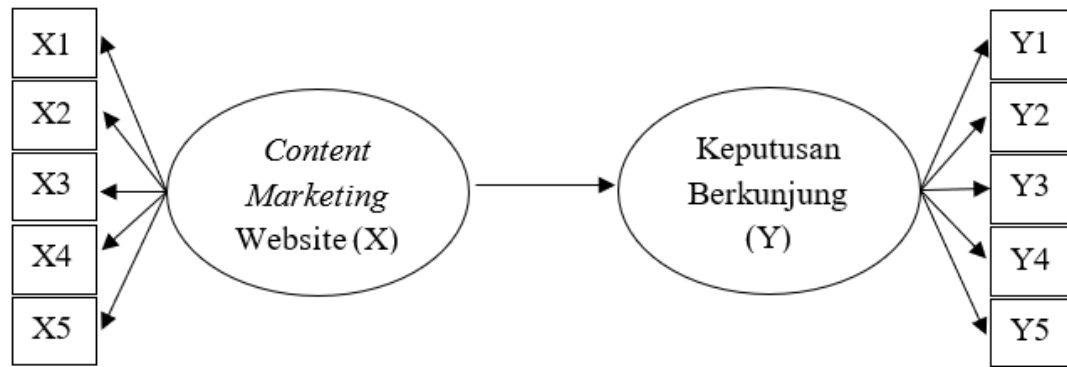 X1
X2
X3
X4
X5
Content
Marketing
Website (X)
Keputusan
Berkunjung
(Y)
Y1
Y2
Y3
Y4
Y5